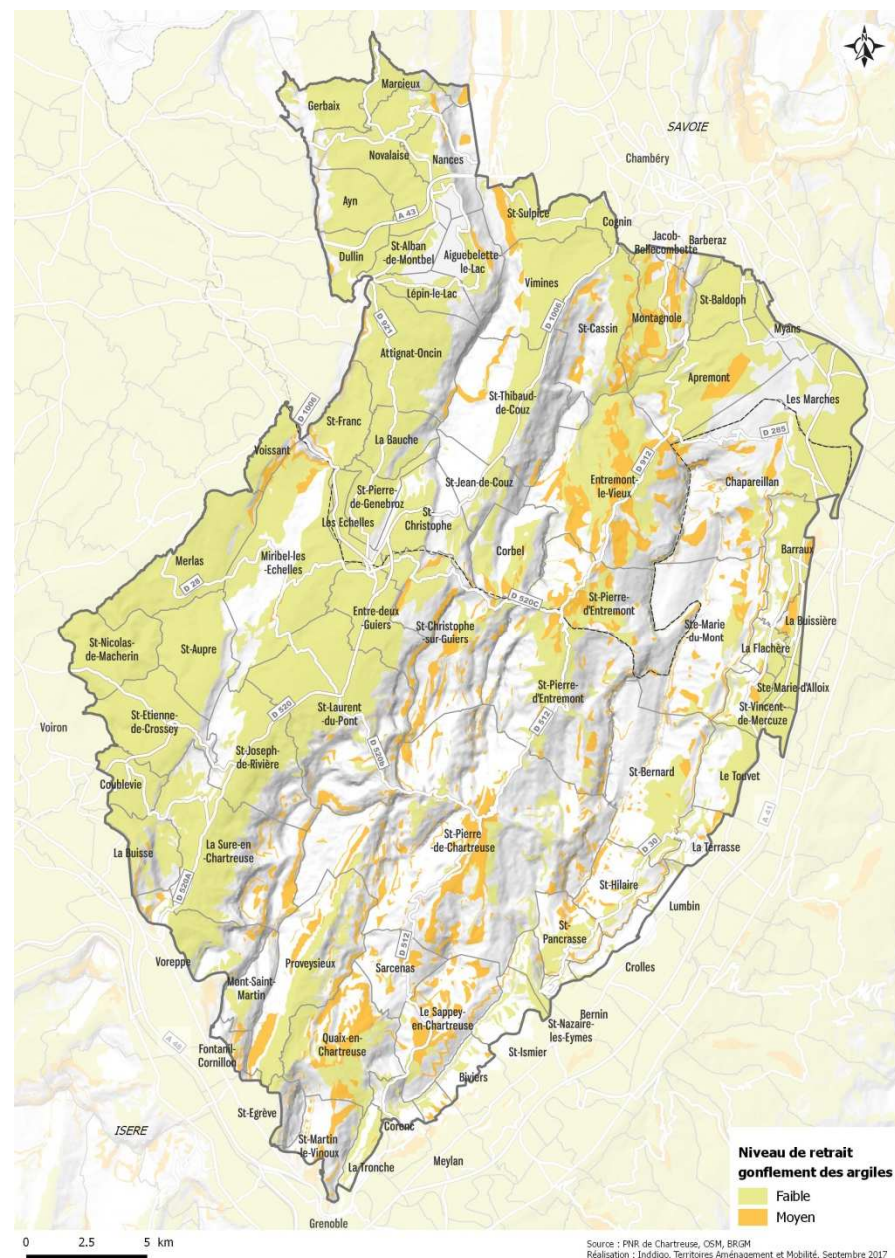 N
Marcieux
Gerbaix
SAVOIE
Novalaise
Nances
Chambéry
Ayn
A 43
St-Sulpice
Cognin
Jacob-
Bellecombette
Barberaz
Dullin
St-Alban
-de-Montbel
Aiguebelette-
le-Lac
Vimines
St-Baldoph
Lépin-le-Lac
D 921
D 1006
St-Cassin
Montagnole
Myans
Attignat-Oncin
Apremont
Les Marches
St-Thibaud-
de-Couz
D 1006
St-Franc
Voissant
La Bauche
D 912
D 285
St-Pierre-
de-Genebroz
St-Jean-de-Couz
Entremont
-le-Vieux
Chapareillan
Les Echelles
St-
Christophe
Corbel
Barraux
Merlas
Miribel-les
-Echelles
D 28
D 520C
Entre-deux
-Guiers
St-Christophe
-sur-Guiers
St-Pierre-
d'Entremont
Ste-Marie
-du-Mont
La Buissière
St-Nicolas-
de-Macherin
St-Aupre
La Flachère
St-Pierre-
d'Entremont
Ste-Marie-d'Alloix
St-Vincent-
de-Mercuze
Voiron
St-Etienne
-de-Crossey
D 520
St-Laurent
-du-Pont
D 512
St-Joseph-
de-Rivière
D 520b
St-Bernard
Le Touvet
Coublevie
A 41
La Buisse
La Sure-en
-Chartreuse
St-Pierre
-de-Chartreuse
D 30
La Terrasse
D 520A
St-Hilaire
Lumbin
St-
Pancrasse
Voreppe
Proveysieux
Sarcenas
D 512
Crolles
Mont-Saint-
Martin
Le Sappey
-en-Chartreuse
Bernin
St-Nazaire
-les-Eymes
A 48
Quaix-en-
Chartreuse
Fontanil-
Cornillon
St-Ismier
Biviers
St-Egrève
Corenc
ISERE
St-Martin
-le-Vinoux
La Tronche
Meylan
Grenoble
Niveau de retrait
gonflement des argiles
Faible
Moyen
0 2.5 5 km
Source : PNR de Chartreuse, OSM, BRGM
Réalisation : Inddigo, Territoires Aménagement et Mobilité, Septembre 2017